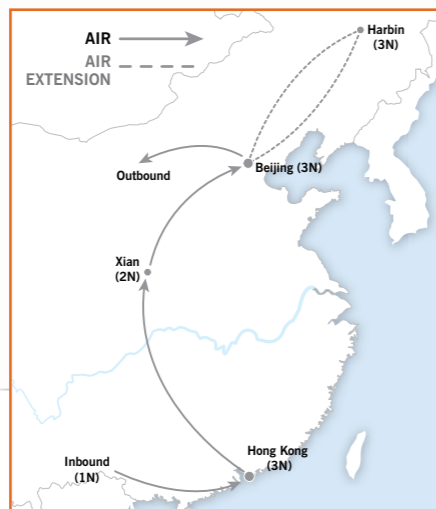 AIR
AIR
EXTENSION
Harbin
(3N)
Outbound
Beijing (3N)
Xian
(2N)
Inbound
(1N)
Hong Kong
(3N)